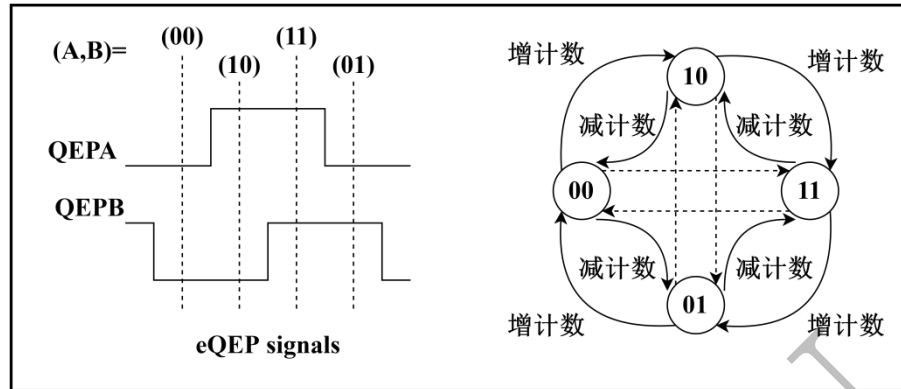 (A,B)= (00) (11)
(10) (01)
QEPA
QEPB
eQEP signals
增计数 10 增计数
减计数 减计数
00 11
减计数 减计数
01
增计数 增计数